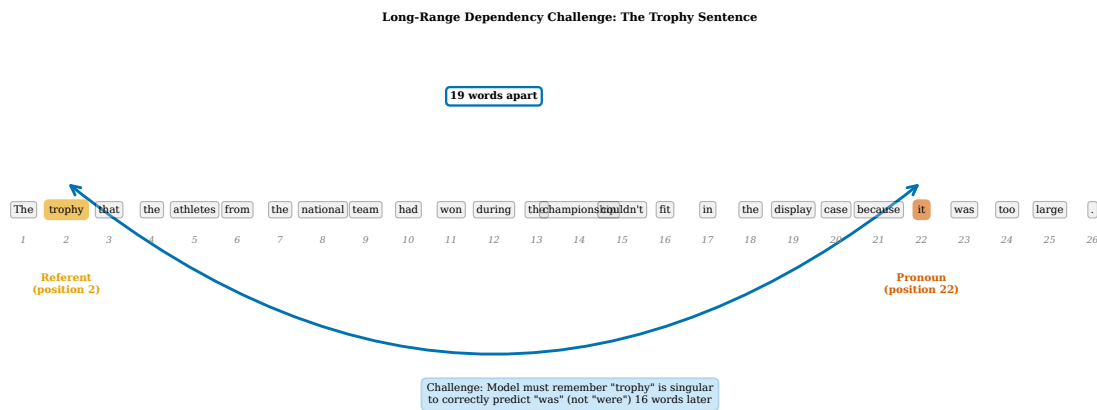 Long-Range Dependency Challenge: The Trophy Sentence
19 words apart
The trophy that the athletes from the national team had won during the championship couldn't fit in the display case because it was too large .
1 2 3 4 5 6 7 8 9 10 11 12 13 14 15 16 17 18 19 20 21 22 23 24 25 26
Referent
(position 2)
Pronoun
(position 22)
Challenge: Model must remember "trophy" is singular
to correctly predict "was" (not "were") 16 words later